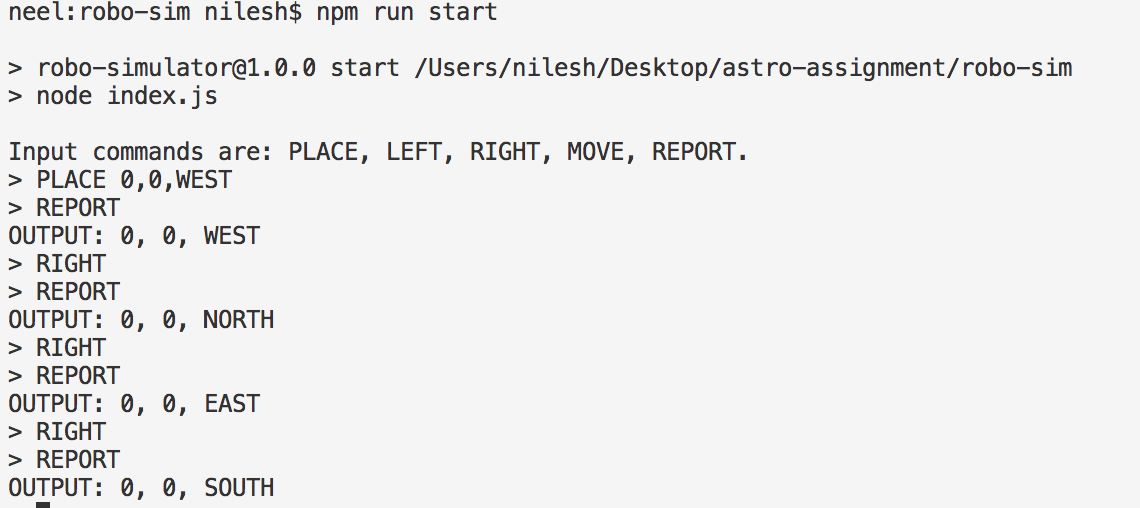 neel:robo-sim nilesh$ npm run start
> robo-simulator@1.0.0 start /Users/nilesh/Desktop/astro-assignment/robo-sim
> node index.js
Input commands are: PLACE, LEFT, RIGHT, MOVE, REPORT.
> PLACE 0,0,WEST
> REPORT
OUTPUT: 0, 0, WEST
> RIGHT
> REPORT
OUTPUT: 0, 0, NORTH
> RIGHT
> REPORT
OUTPUT: 0, 0, EAST
> RIGHT
> REPORT
OUTPUT: 0, 0, SOUTH